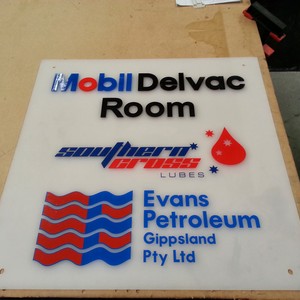 Mobil Delvac
Room
southern
cross
LUBES
Evans
Petroleum
Gippsland
Pty Ltd